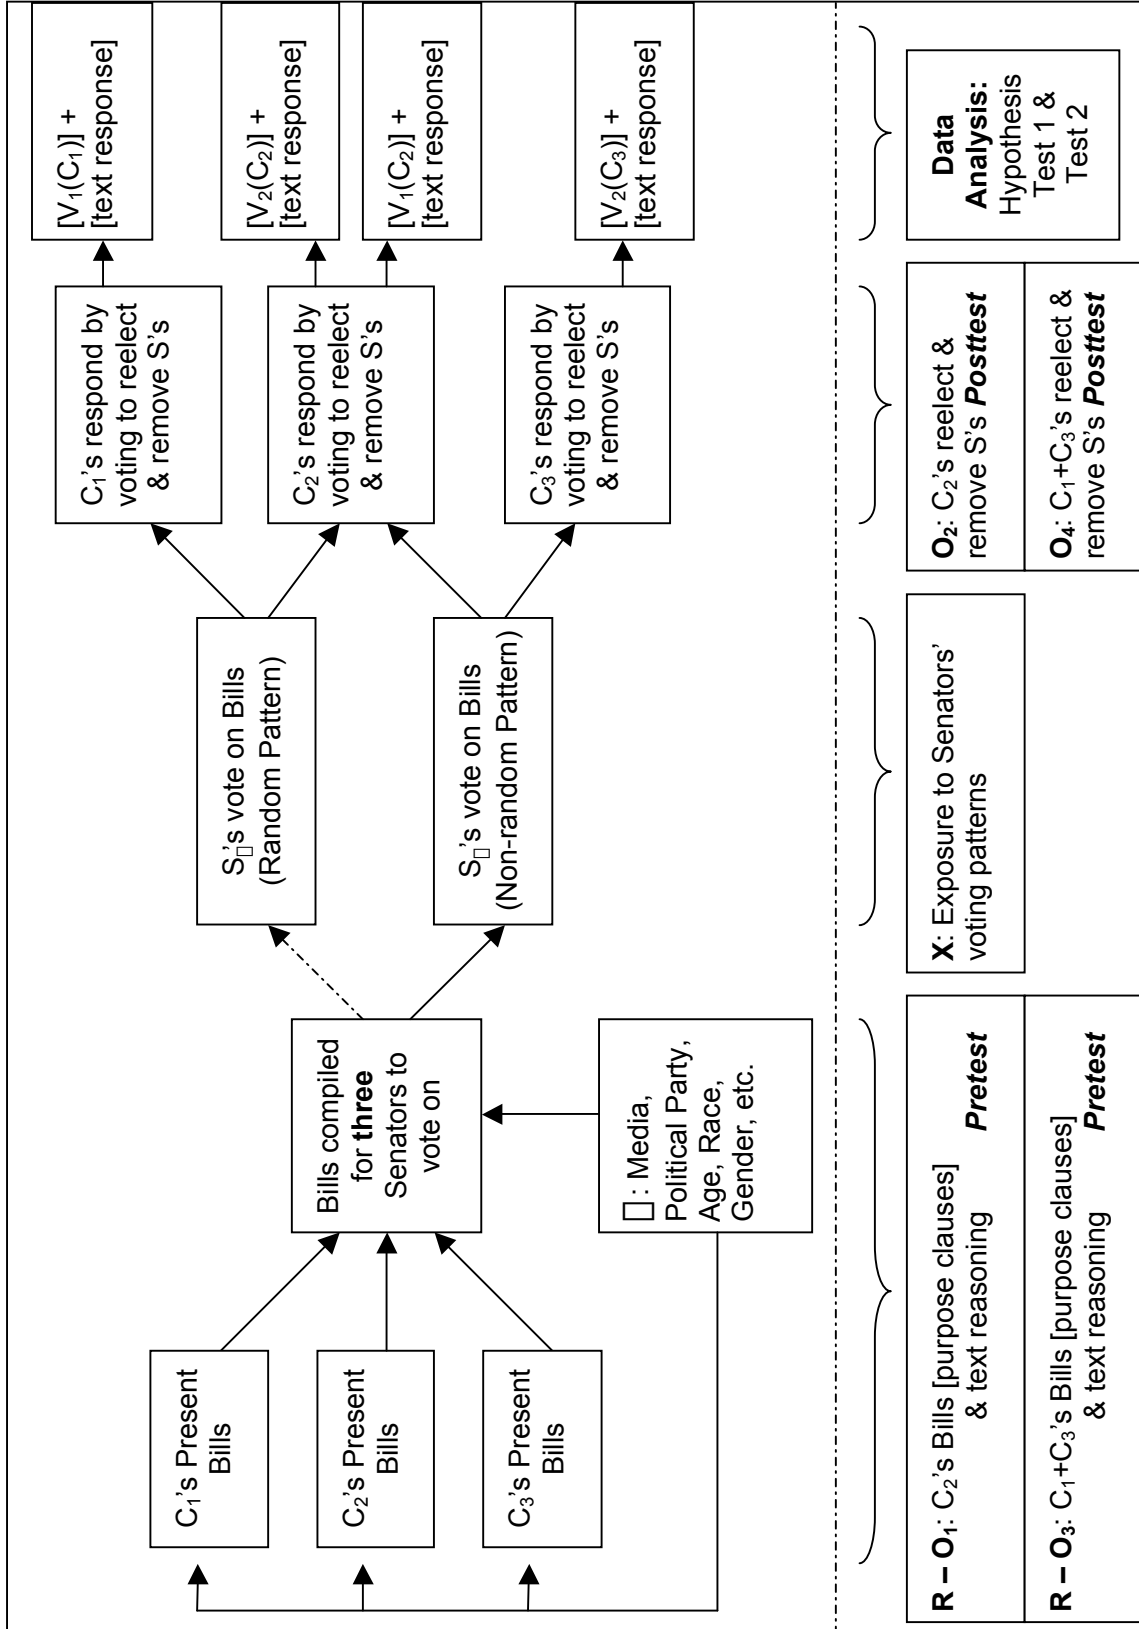 C₁'s Present
Bills
C₂'s Present
Bills
C₃'s Present
Bills
Bills compiled
for three
Senators to
vote on
□: Media,
Political Party,
Age, Race,
Gender, etc.
S□'s vote on Bills
(Random Pattern)
S□'s vote on Bills
(Non-random Pattern)
C₁'s respond by
voting to reelect
& remove S's
C₂'s respond by
voting to reelect
& remove S's
C₃'s respond by
voting to reelect
& remove S's
[V₁(C₁)] +
[text response]
[V₂(C₂)] +
[text response]
[V₁(C₂)] +
[text response]
[V₂(C₃)] +
[text response]
R – O₁: C₂'s Bills [purpose clauses]
& text reasoning Pretest
R – O₃: C₁+C₃'s Bills [purpose clauses]
& text reasoning Pretest
X: Exposure to Senators'
voting patterns
O₂: C₂'s reelect &
remove S's Posttest
O₄: C₁+C₃'s reelect &
remove S's Posttest
Data
Analysis:
Hypothesis
Test 1 &
Test 2